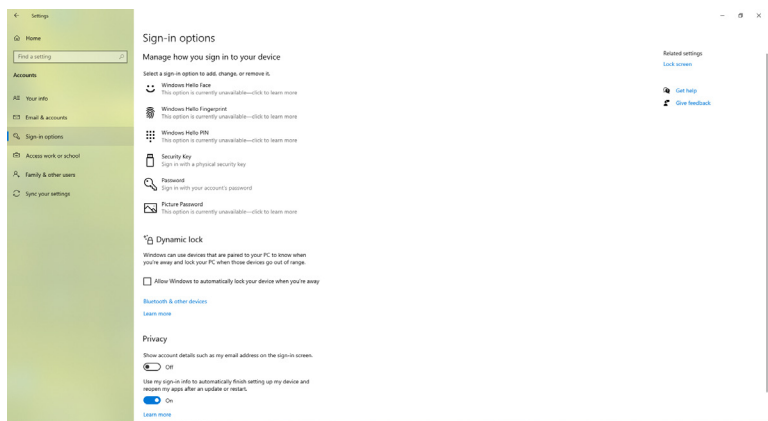 Settings
Home
Find a setting
Accounts
Your info
Email & accounts
Sign-in options
Access work or school
Family & other users
Sync your settings
Sign-in options
Manage how you sign in to your device
Select a sign-in option to add, change, or remove it.
Windows Hello Face
This option is currently unavailable—click to learn more
Windows Hello Fingerprint
This option is currently unavailable—click to learn more
Windows Hello PIN
This option is currently unavailable—click to learn more
Security Key
Sign in with a physical security key
Password
Sign in with your account's password
Picture Password
This option is currently unavailable—click to learn more
Dynamic lock
Windows can use devices that are paired to your PC to know when
you're away and lock your PC when those devices go out of range.
Allow Windows to automatically lock your device when you're away
Bluetooth & other devices
Learn more
Privacy
Show account details such as my email address on the sign-in screen.
Off
Use my sign-in info to automatically finish setting up my device and
reopen my apps after an update or restart.
On
Learn more
Related settings
Lock screen
Get help
Give feedback